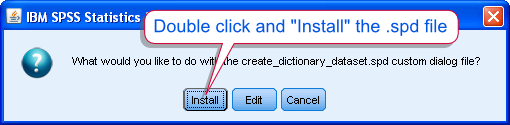 IBM SPSS Statistics
Double click and "Install" the .spd file
What would you like to do with the create_dictionary_dataset.spd custom dialog file?
Install
Edit
Cancel